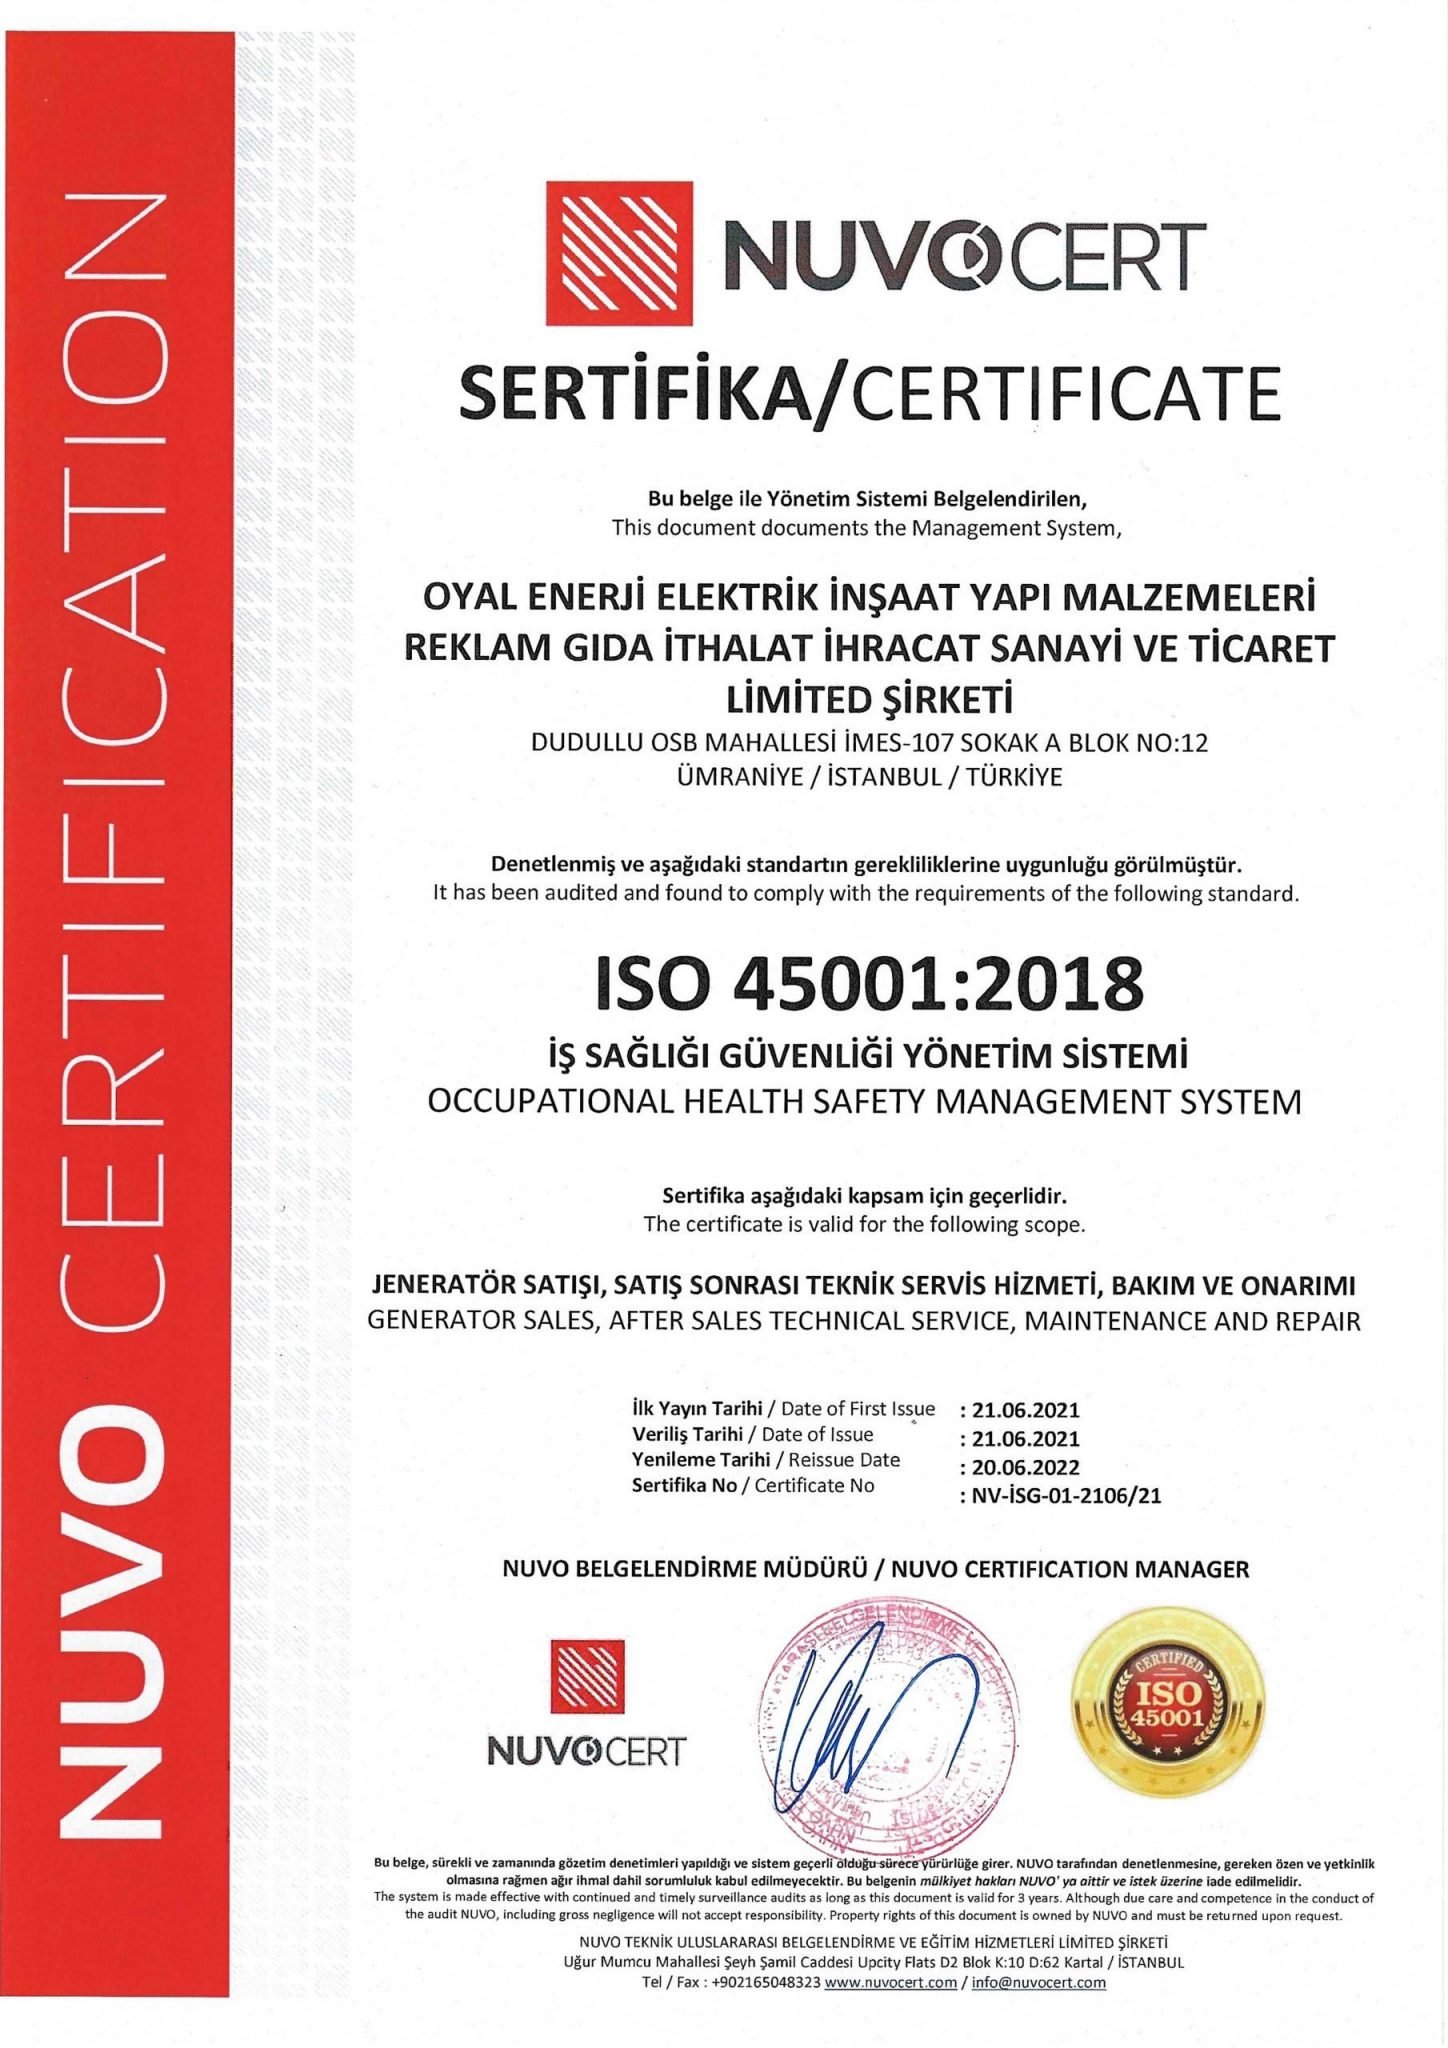 NUVO CERTIFICATION
NUVOCERT
SERTİFİKA/CERTIFICATE
Bu belge ile Yönetim Sistemi Belgelendirilen,
This document documents the Management System,
OYAL ENERJİ ELEKTRİK İNŞAAT YAPI MALZEMELERİ
REKLAM GIDA İTHALAT İHRACAT SANAYİ VE TİCARET
LİMİTED ŞİRKETİ
DUDULLU OSB MAHALLESİ İMES-107 SOKAK A BLOK NO:12
ÜMRANİYE / İSTANBUL / TÜRKİYE
Denetlenmiş ve aşağıdaki standartın gerekliliklerine uygunluğu görülmüştür.
It has been audited and found to comply with the requirements of the following standard.
ISO 45001:2018
İŞ SAĞLIĞI GÜVENLİĞİ YÖNETİM SİSTEMİ
OCCUPATIONAL HEALTH SAFETY MANAGEMENT SYSTEM
Sertifika aşağıdaki kapsam için geçerlidir.
The certificate is valid for the following scope.
JENERATÖR SATIŞI, SATIŞ SONRASI TEKNİK SERVİS HİZMETİ, BAKIM VE ONARIMI
GENERATOR SALES, AFTER SALES TECHNICAL SERVICE, MAINTENANCE AND REPAIR
İlk Yayın Tarihi / Date of First Issue : 21.06.2021
Veriliş Tarihi / Date of Issue : 21.06.2021
Yenileme Tarihi / Reissue Date : 20.06.2022
Sertifika No / Certificate No : NV-İSG-01-2106/21
NUVO BELGELENDİRME MÜDÜRÜ / NUVO CERTIFICATION MANAGER
NUVOCERT
BELGELENDİRME VE
CERTIFIED
ISO
45001
Bu belge, sürekli ve zamanında gözetim denetimleri yapıldığı ve sistem geçerli olduğu sürece yürürlüğe girer. NUVO tarafından denetlenmesine, gereken özen ve yetkinlik
olmasına rağmen ağır ihmal dahil sorumluluk kabul edilmeyecektir. Bu belgenin mülkiyet hakları NUVO' ya aittir ve istek üzerine iade edilmelidir.
The system is made effective with continued and timely surveillance audits as long as this document is valid for 3 years. Although due care and competence in the conduct of
the audit NUVO, including gross negligence will not accept responsibility. Property rights of this document is owned by NUVO and must be returned upon request.
NUVO TEKNİK ULUSLARARASI BELGELENDİRME VE EĞİTİM HİZMETLERİ LİMİTED ŞİRKETİ
Uğur Mumcu Mahallesi Şeyh Şamil Caddesi Upcity Flats D2 Blok K:10 D:62 Kartal / İSTANBUL
Tel / Fax : +902165048323 www.nuvocert.com / info@nuvocert.com